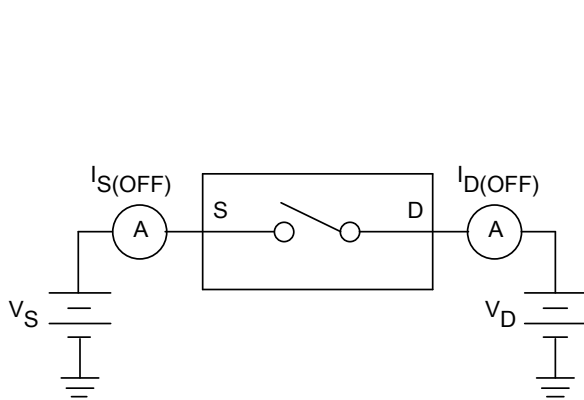 I_S(OFF)
I_D(OFF)
A
S
D
A
V_S
V_D